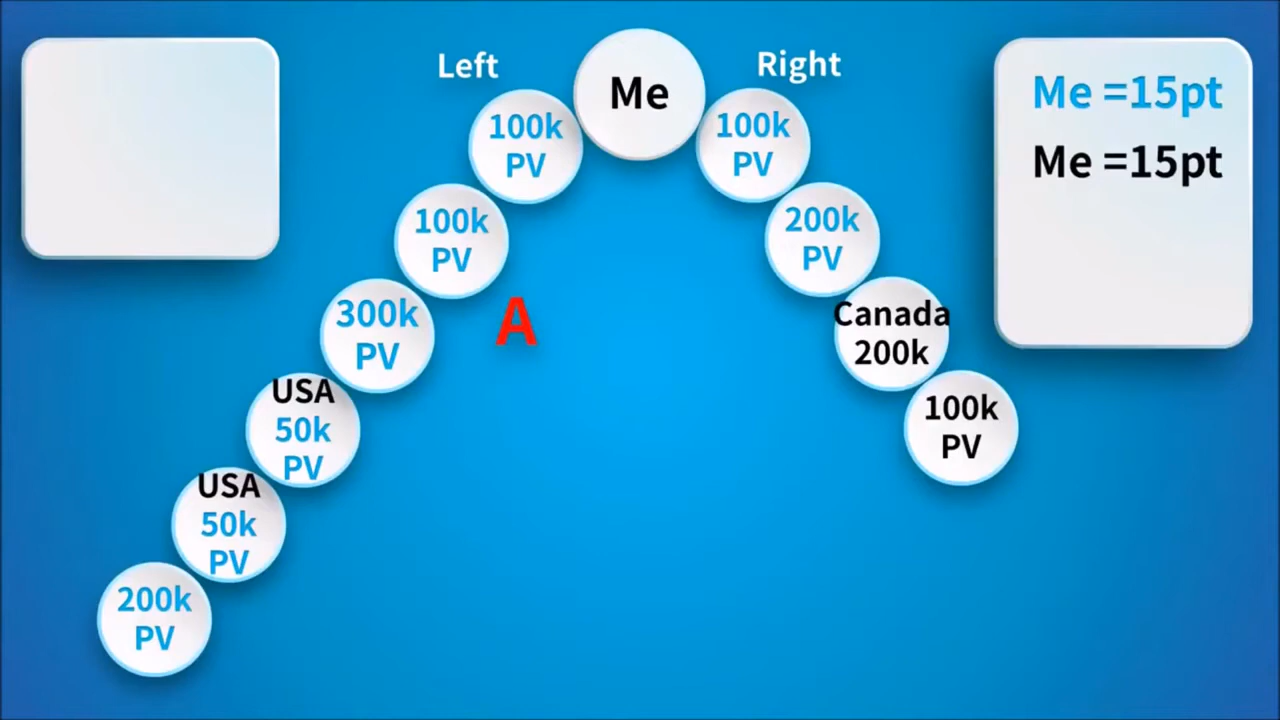 Left
Me
Right
Me =15pt
Me =15pt
100k
PV
100k
PV
100k
PV
200k
PV
300k
PV
A
Canada
200k
USA
50k
PV
100k
PV
USA
50k
PV
200k
PV